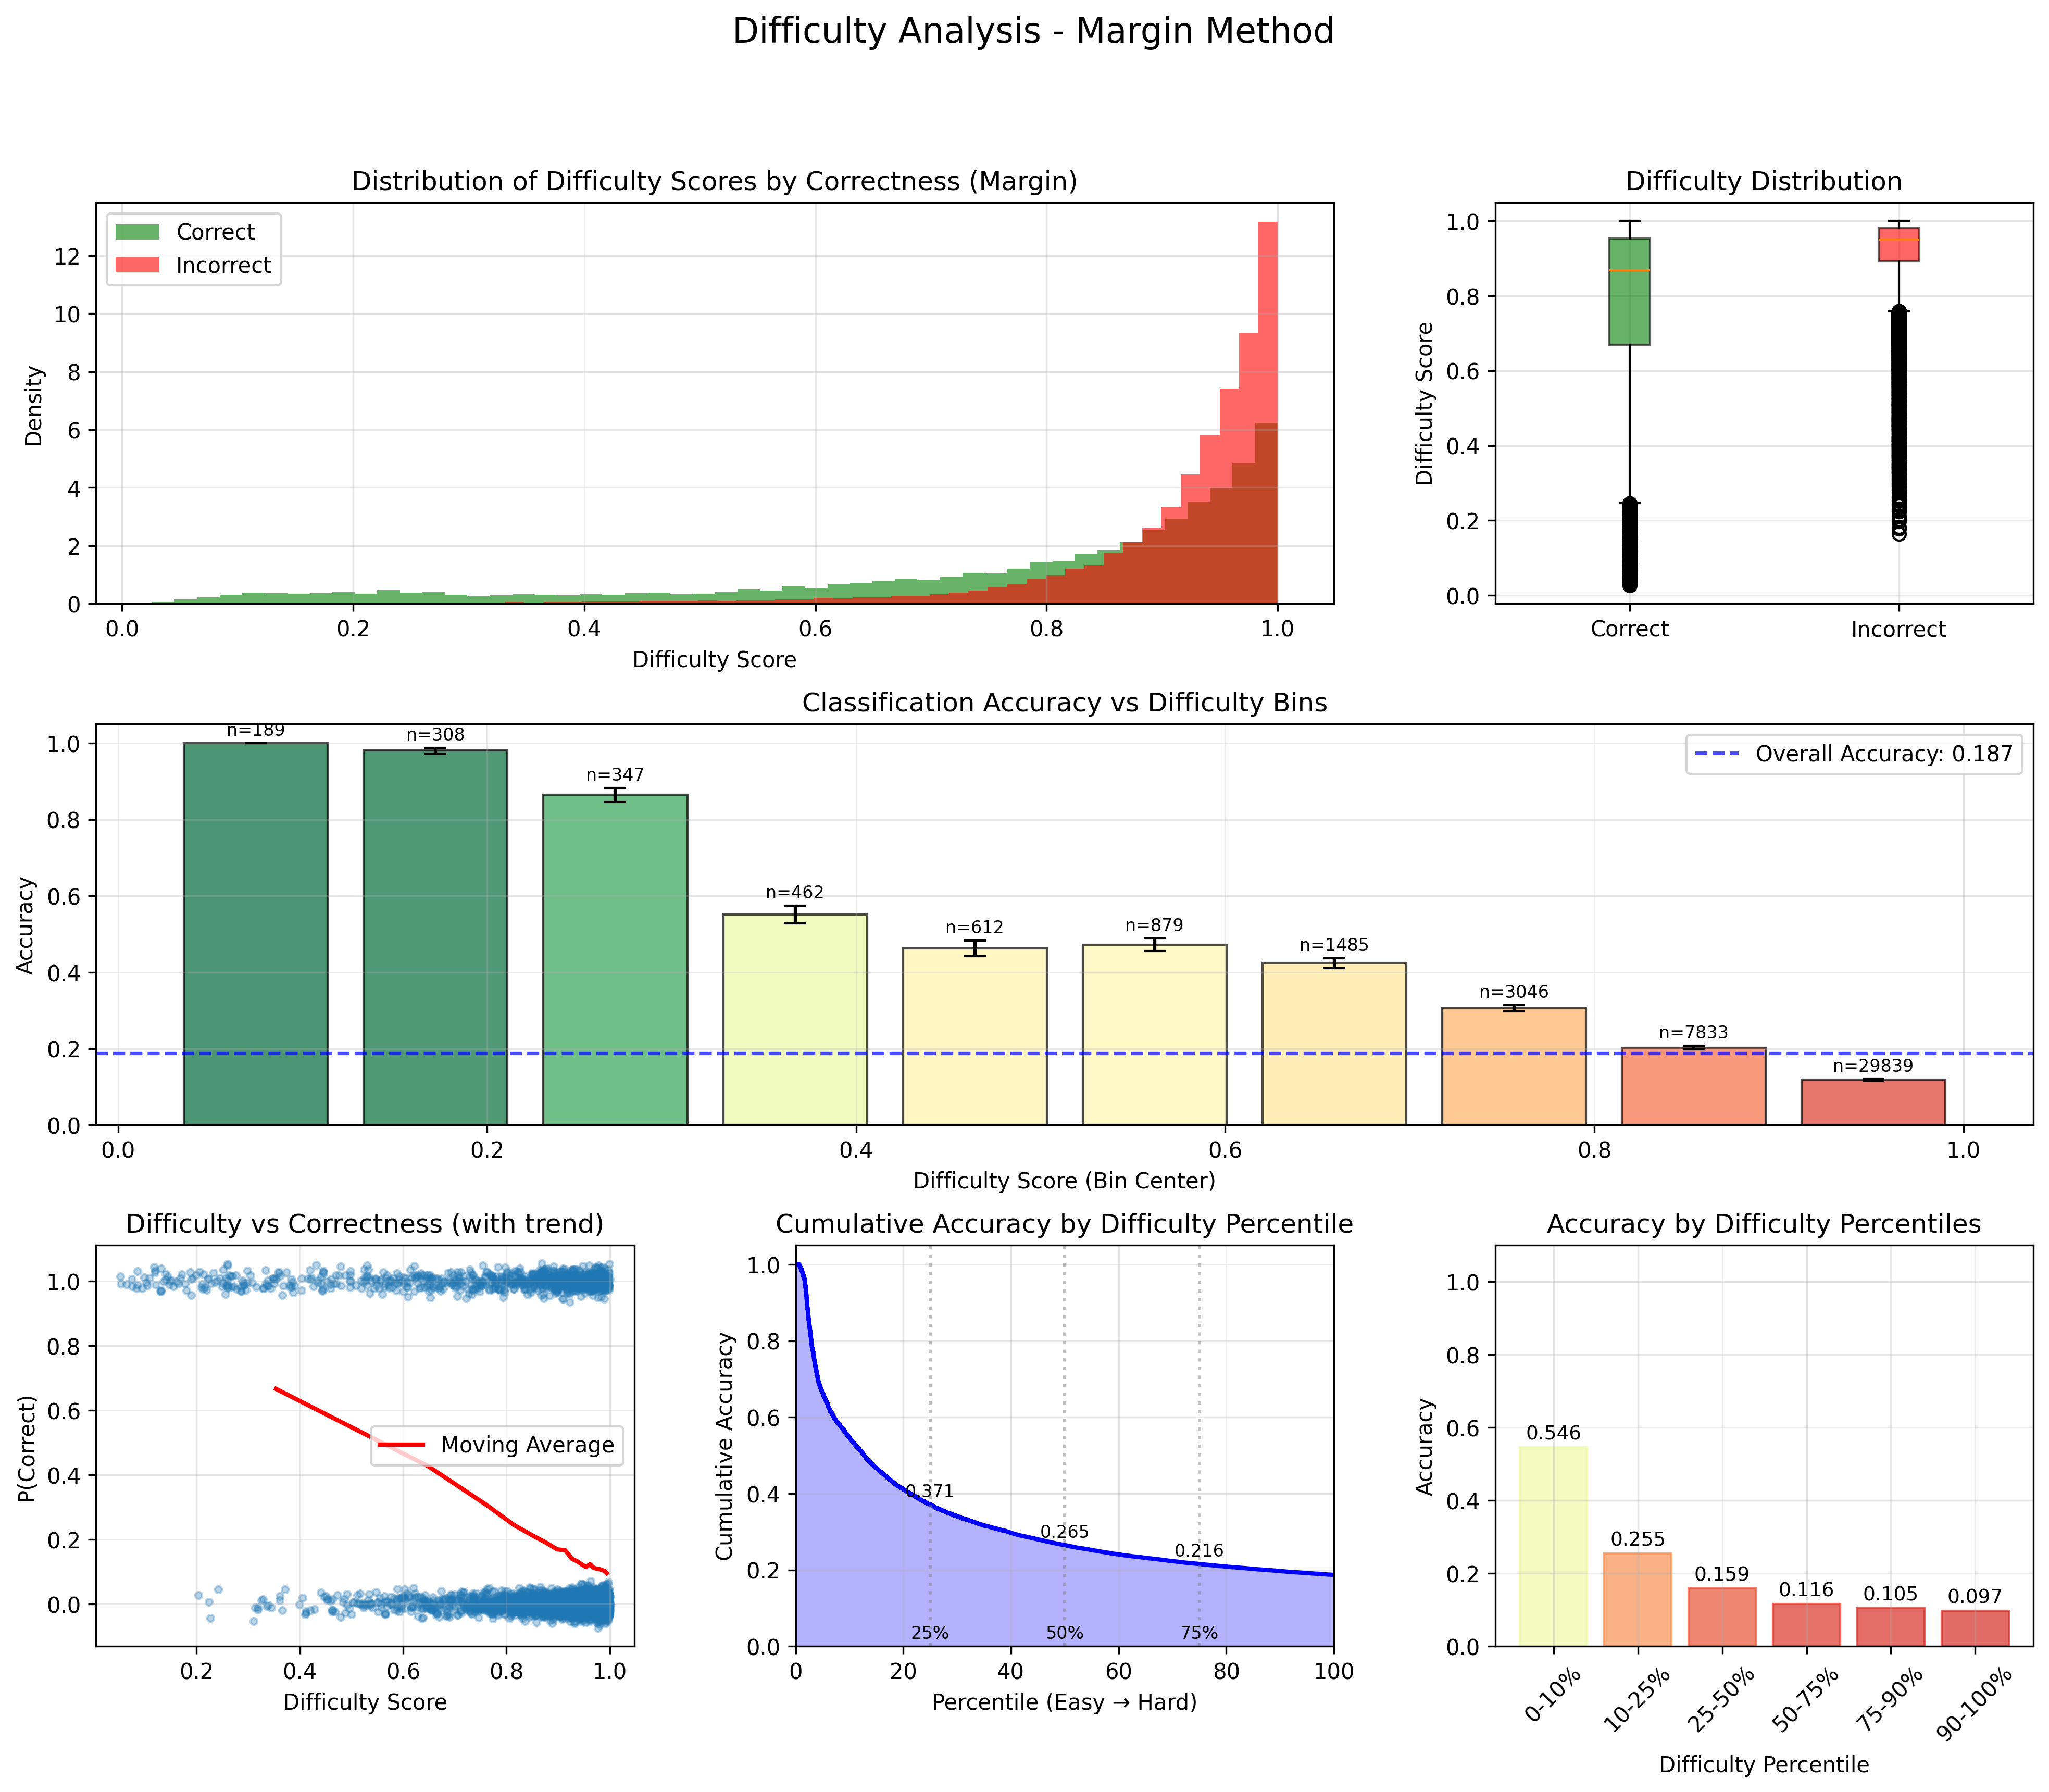 Difficulty Analysis - Margin Method
Distribution of Difficulty Scores by Correctness (Margin)
Correct
Incorrect
Density
12
10
8
6
4
2
0
0.0 0.2 0.4 0.6 0.8 1.0
Difficulty Score
Difficulty Distribution
Difficulty Score
1.0
0.8
0.6
0.4
0.2
0.0
Correct Incorrect
Classification Accuracy vs Difficulty Bins
Overall Accuracy: 0.187
Accuracy
1.0
0.8
0.6
0.4
0.2
0.0
n=189
n=308
n=347
n=462
n=612
n=879
n=1485
n=3046
n=7833
n=29839
0.0 0.2 0.4 0.6 0.8 1.0
Difficulty Score (Bin Center)
Difficulty vs Correctness (with trend)
Moving Average
P(Correct)
1.0
0.8
0.6
0.4
0.2
0.0
0.2 0.4 0.6 0.8 1.0
Difficulty Score
Cumulative Accuracy by Difficulty Percentile
Cumulative Accuracy
1.0
0.8
0.6
0.4
0.2
0.0
0.371
0.265
0.216
25% 50% 75%
0 20 40 60 80 100
Percentile (Easy → Hard)
Accuracy by Difficulty Percentiles
Accuracy
1.0
0.8
0.6
0.4
0.2
0.0
0.546
0.255
0.159
0.116
0.105
0.097
0-10%
10-25%
25-50%
50-75%
75-90%
90-100%
Difficulty Percentile